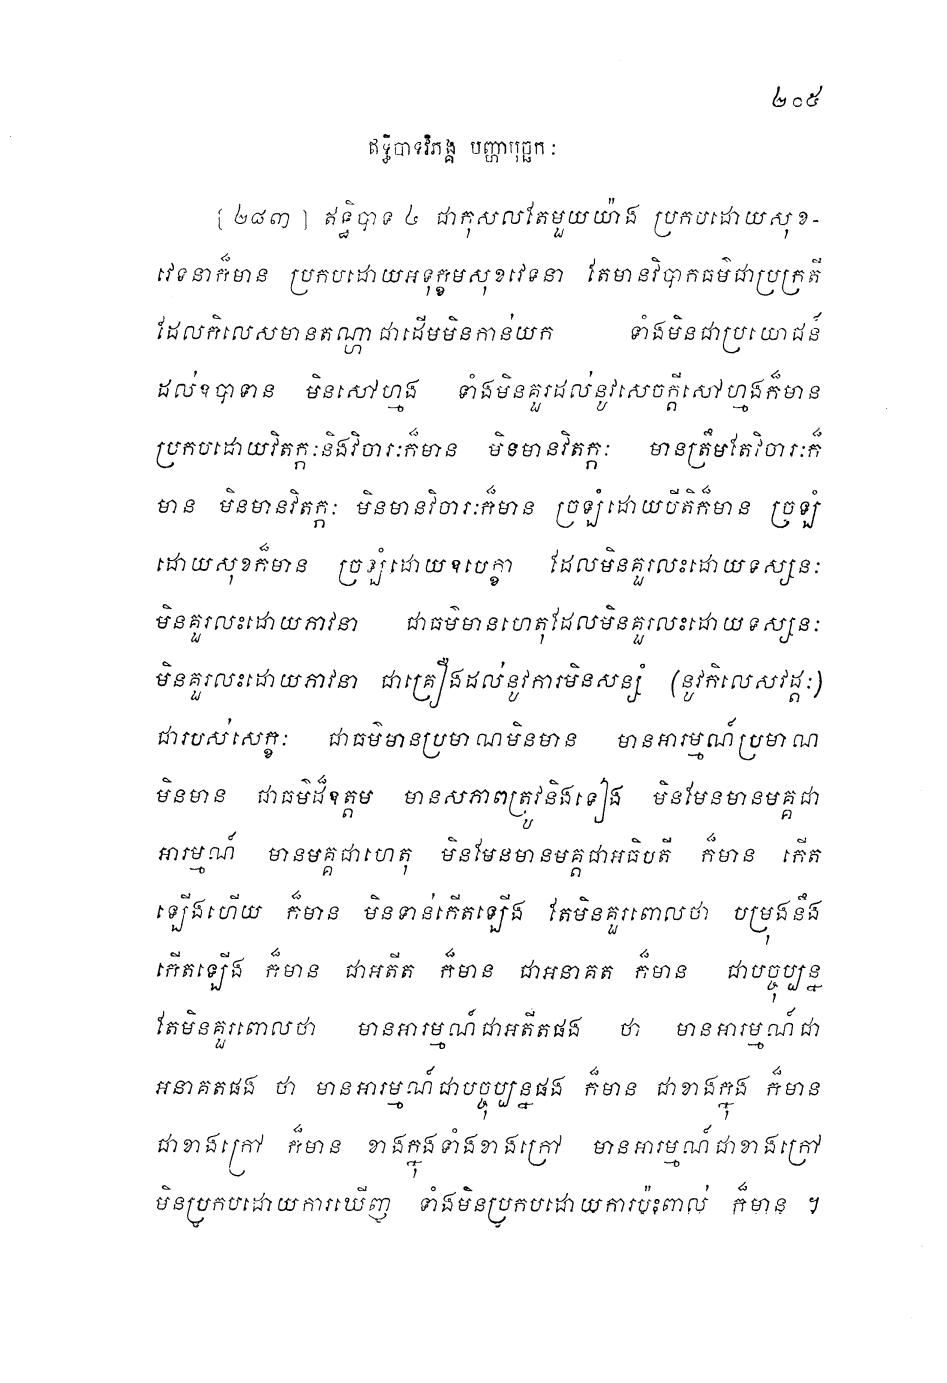 ២០៥
ឥទ្ធិបាទវិភង្គ បញ្ហាបុច្ឆក:
[២៨៣] ឥទ្ធិបាទ ៤ ជាកុសលតែមួយយ៉ាង ប្រកបដោយសុខ-
វេទនាក៏មាន ប្រកបដោយអទុក្ខមសុខវេទនា តែមានវិបាកធម៌ជាប្រក្រតី
ដែលកិលេសមានតណ្ហាជាដើមមិនកាន់យក ទាំងមិនជាប្រយោជន៍
ដល់ឧបាទាន មិនសៅហ្មង ទាំងមិនគួរដល់នូវសេចក្តីសៅហ្មងក៏មាន
ប្រកបដោយវិតក្កៈនិងវិចារៈក៏មាន មិនមានវិតក្កៈ មានត្រឹមតែវិចារៈក៏
មាន មិនមានវិតក្កៈ មិនមានវិចារៈក៏មាន ច្រឡំដោយបីតិក៏មាន ច្រឡំ
ដោយសុខក៏មាន ច្រឡំដោយឧបេក្ខា ដែលមិនគួរលះដោយទស្សនៈ
មិនគួរលះដោយភាវនា ជាធម៌មានហេតុដែលមិនគួរលះដោយទស្សនៈ
មិនគួរលះដោយភាវនា ជាគ្រឿងដល់នូវការមិនសន្សំ (នូវកិលេសវដ្តៈ)
ជារបស់សេក្ខៈ ជាធម៌មានប្រមាណមិនមាន មានអារម្មណ៍ប្រមាណ
មិនមាន ជាធម៌ដ៏ឧត្តម មានសភាពត្រូវនិងទៀង មិនមែនមានមគ្គជា
អារម្មណ៍ មានមគ្គជាហេតុ មិនមែនមានមគ្គជាអធិបតី ក៏មាន កើត
ឡើងហើយ ក៏មាន មិនទាន់កើតឡើង តែមិនគួរពោលថា បម្រុងនឹង
កើតឡើង ក៏មាន ជាអតីត ក៏មាន ជាអនាគត ក៏មាន ជាបច្ចុប្បន្ន
តែមិនគួរពោលថា មានអារម្មណ៍ជាអតីតផង ថា មានអារម្មណ៍ជា
អនាគតផង ថា មានអារម្មណ៍ជាបច្ចុប្បន្នផង ក៏មាន ជាខាងក្នុង ក៏មាន
ជាខាងក្រៅ ក៏មាន ខាងក្នុងទាំងខាងក្រៅ មានអារម្មណ៍ជាខាងក្រៅ
មិនប្រកបដោយការឃើញ ទាំងមិនប្រកបដោយការប៉ះពាល់ ក៏មាន ។